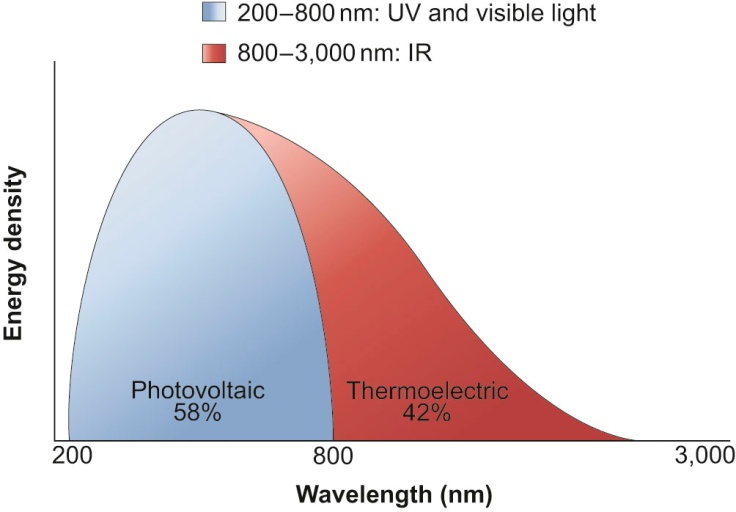 200–800 nm: UV and visible light
800–3,000 nm: IR
Energy density
Photovoltaic
58%
Thermoelectric
42%
200
800
3,000
Wavelength (nm)